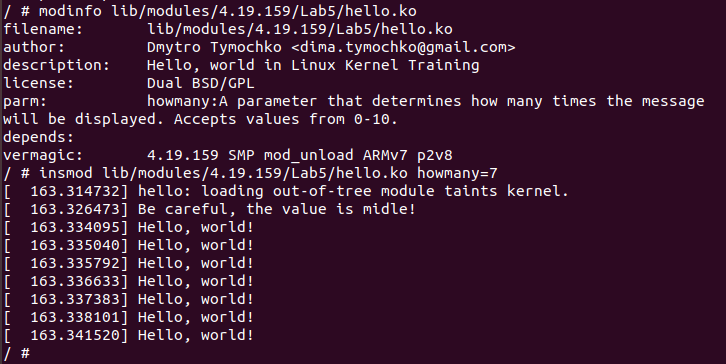 / # modinfo lib/modules/4.19.159/Lab5/hello.ko
filename:       lib/modules/4.19.159/Lab5/hello.ko
author:         Dmytro Tymochko <dima.tymochko@gmail.com>
description:    Hello, world in Linux Kernel Training
license:        Dual BSD/GPL
parm:           howmany:A parameter that determines how many times the message
will be displayed. Accepts values from 0-10.
depends:
vermagic:       4.19.159 SMP mod_unload ARMv7 p2v8
/ # insmod lib/modules/4.19.159/Lab5/hello.ko howmany=7
[  163.314732] hello: loading out-of-tree module taints kernel.
[  163.326473] Be careful, the value is midle!
[  163.334095] Hello, world!
[  163.335040] Hello, world!
[  163.335792] Hello, world!
[  163.336633] Hello, world!
[  163.337383] Hello, world!
[  163.338101] Hello, world!
[  163.341520] Hello, world!
/ #